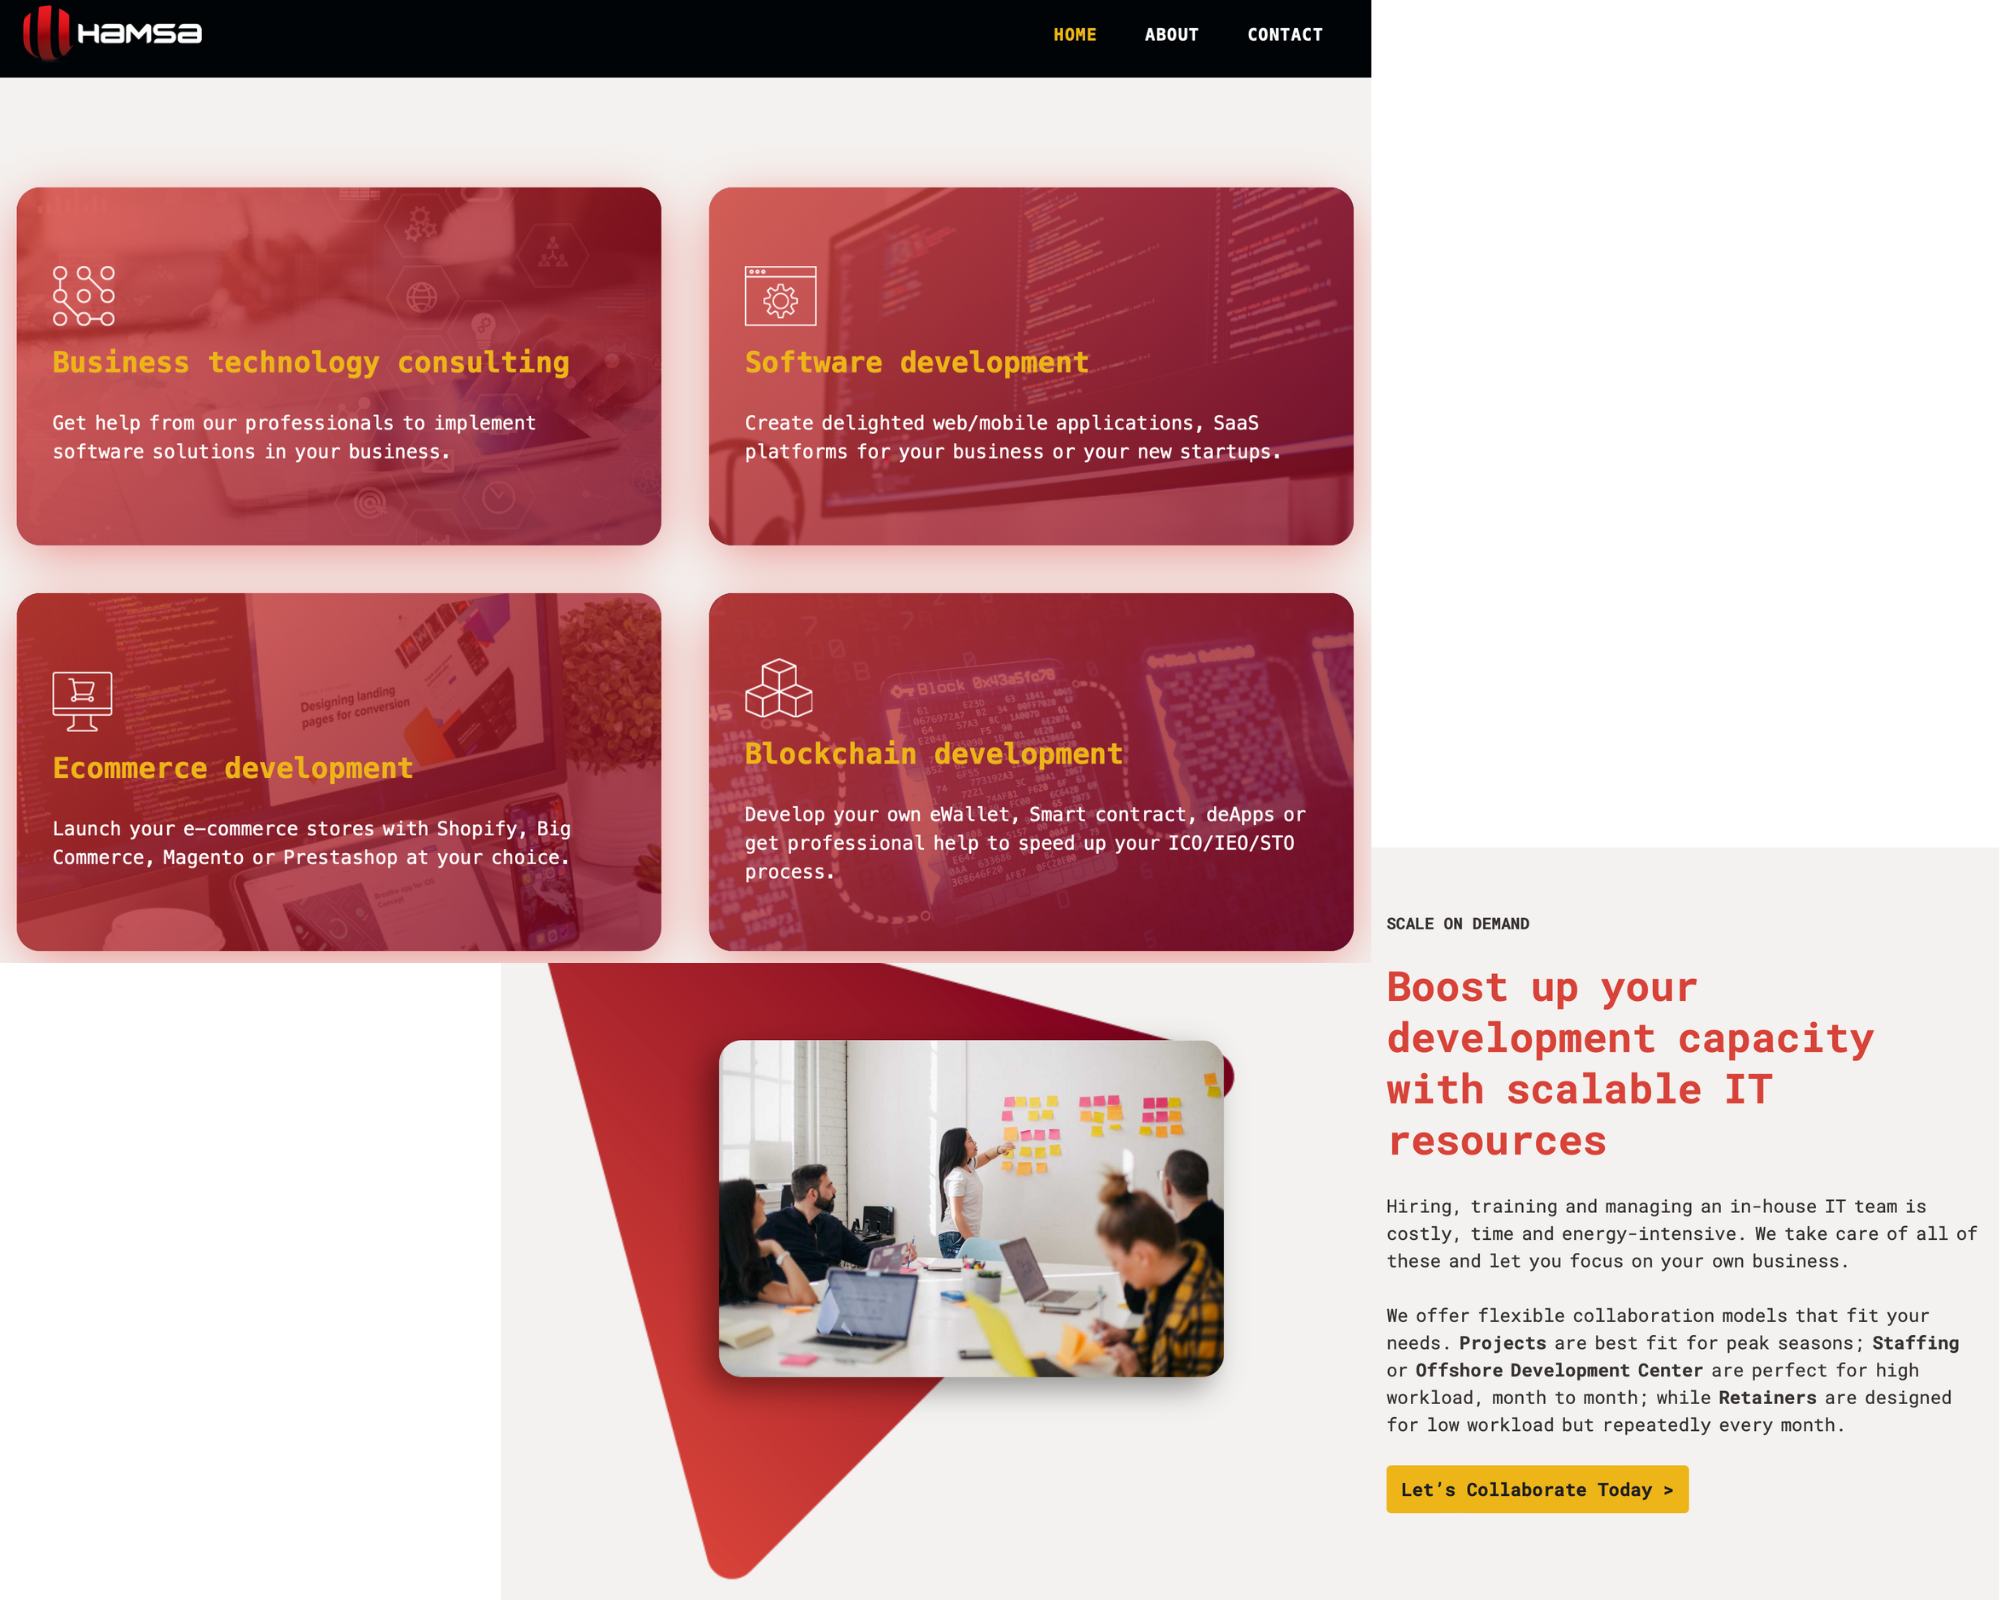 HAMSA
HOME ABOUT CONTACT
Business technology consulting
Get help from our professionals to implement
software solutions in your business.
Software development
Create delighted web/mobile applications, SaaS
platforms for your business or your new startups.
Designing landing
pages for conversion
Ecommerce development
Launch your e-commerce stores with Shopify, Big
Commerce, Magento or Prestashop at your choice.
Block 0x43a5fc78
Blockchain development
Develop your own eWallet, Smart contract, deApps or
get professional help to speed up your ICO/IEO/STO
process.
SCALE ON DEMAND
Boost up your
development capacity
with scalable IT
resources
Hiring, training and managing an in-house IT team is
costly, time and energy-intensive. We take care of all of
these and let you focus on your own business.
We offer flexible collaboration models that fit your
needs. Projects are best fit for peak seasons; Staffing
or Offshore Development Center are perfect for high
workload, month to month; while Retainers are designed
for low workload but repeatedly every month.
Let’s Collaborate Today >